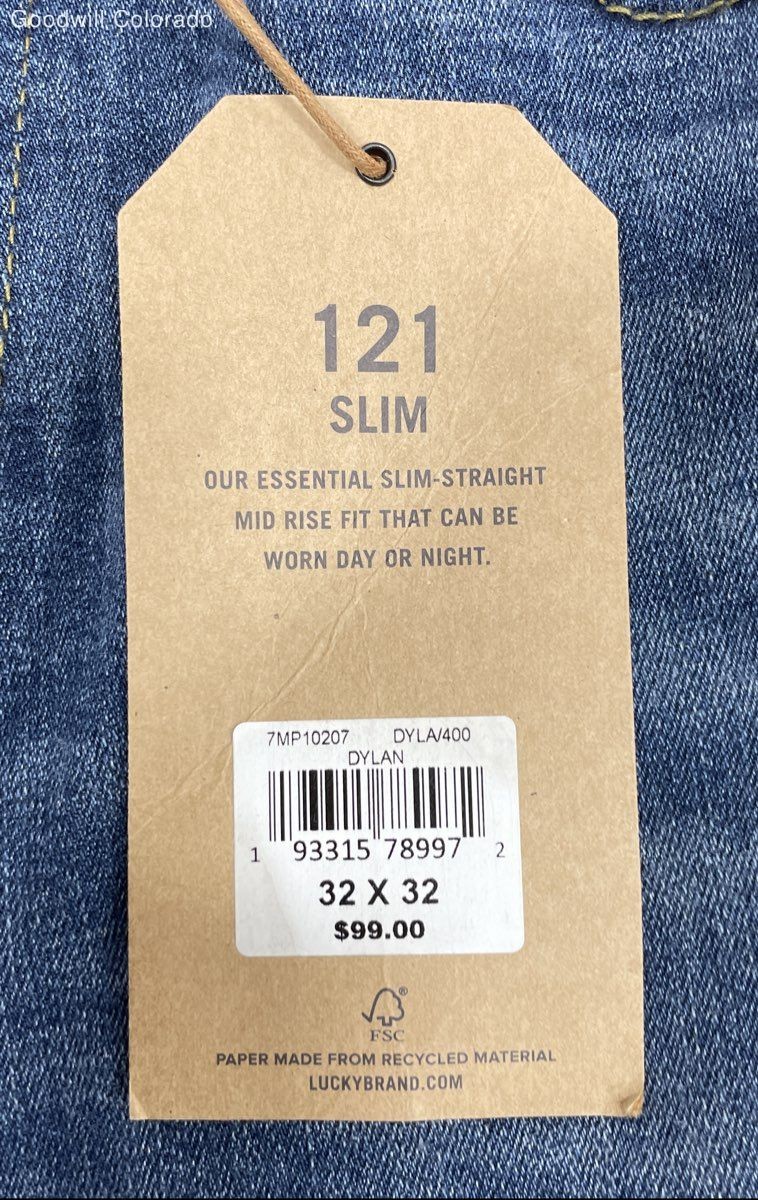 Goodwill Colorado
121
SLIM
OUR ESSENTIAL SLIM-STRAIGHT
MID RISE FIT THAT CAN BE
WORN DAY OR NIGHT.
7MP10207 DYLA/400
DYLAN
1 93315 78997 2
32 X 32
$99.00
®
FSC
PAPER MADE FROM RECYCLED MATERIAL
LUCKYBRAND.COM